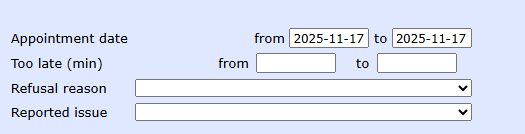 Appointment date from 2025-11-17 to 2025-11-17
Too late (min) from to
Refusal reason
Reported issue